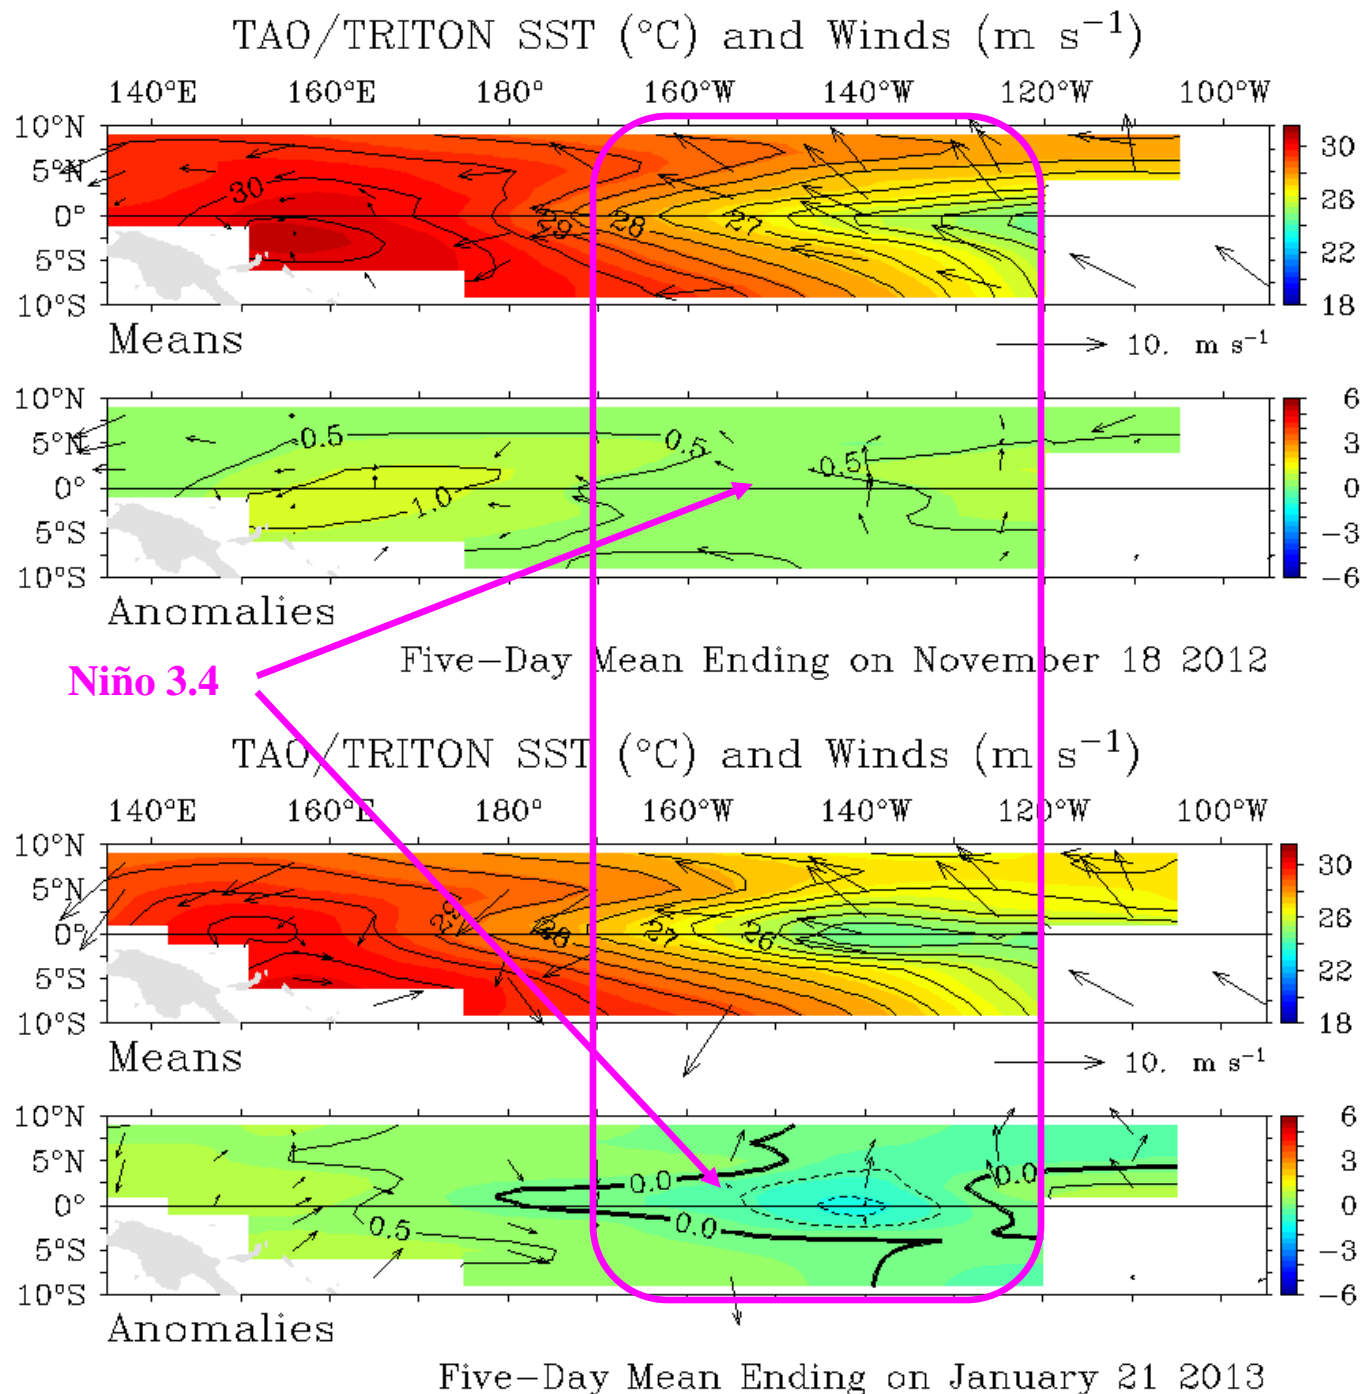 TAO/TRITON SST (°C) and Winds (m s⁻¹)
140°E 160°E 180° 160°W 140°W 120°W 100°W
10°N
5°N
0°
5°S
10°S
30 29 28 27
30
26
22
18
Means
10. m s⁻¹
10°N
5°N
0°
5°S
10°S
0.5 0.5 0.5
1.0
6
3
0
−3
−6
Anomalies
Five−Day Mean Ending on November 18 2012
Niño 3.4
TAO/TRITON SST (°C) and Winds (m s⁻¹)
140°E 160°E 180° 160°W 140°W 120°W 100°W
10°N
5°N
0°
5°S
10°S
29 28 27 26
30
26
22
18
Means
10. m s⁻¹
10°N
5°N
0°
5°S
10°S
0.0 0.0
0.5 0.0
6
3
0
−3
−6
Anomalies
Five−Day Mean Ending on January 21 2013